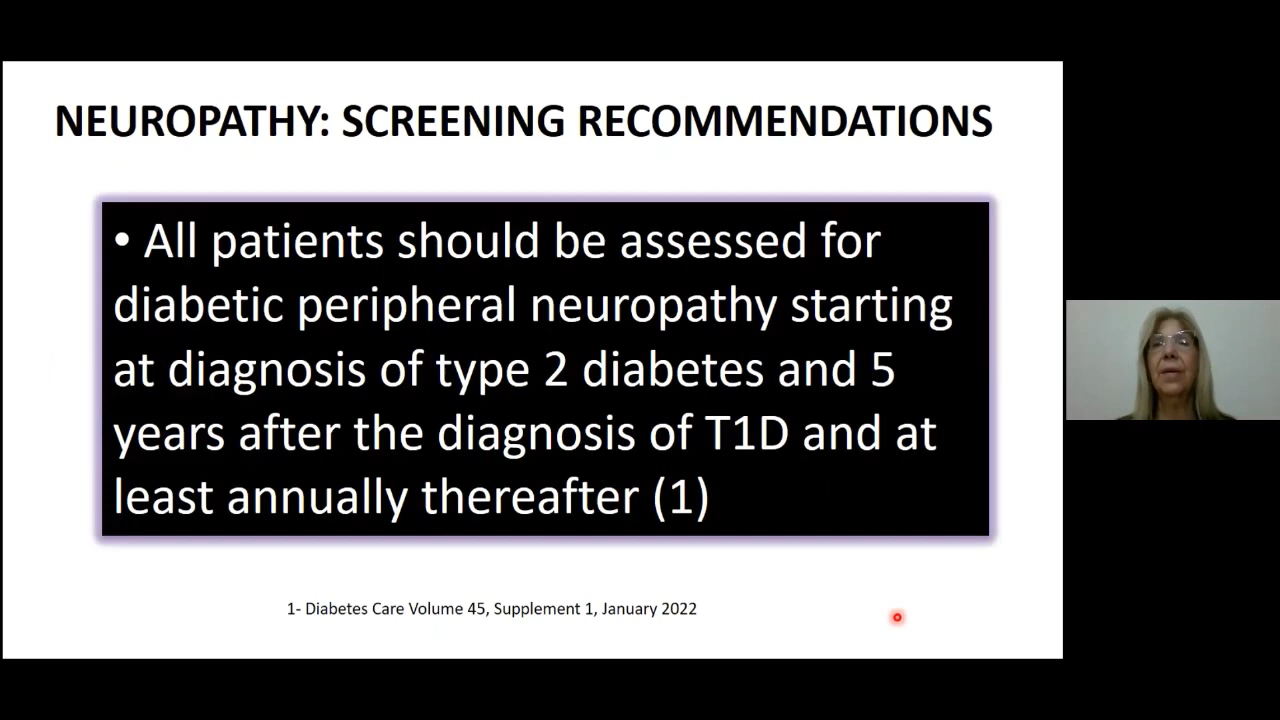 NEUROPATHY: SCREENING RECOMMENDATIONS
• All patients should be assessed for
diabetic peripheral neuropathy starting
at diagnosis of type 2 diabetes and 5
years after the diagnosis of T1D and at
least annually thereafter (1)
1- Diabetes Care Volume 45, Supplement 1, January 2022